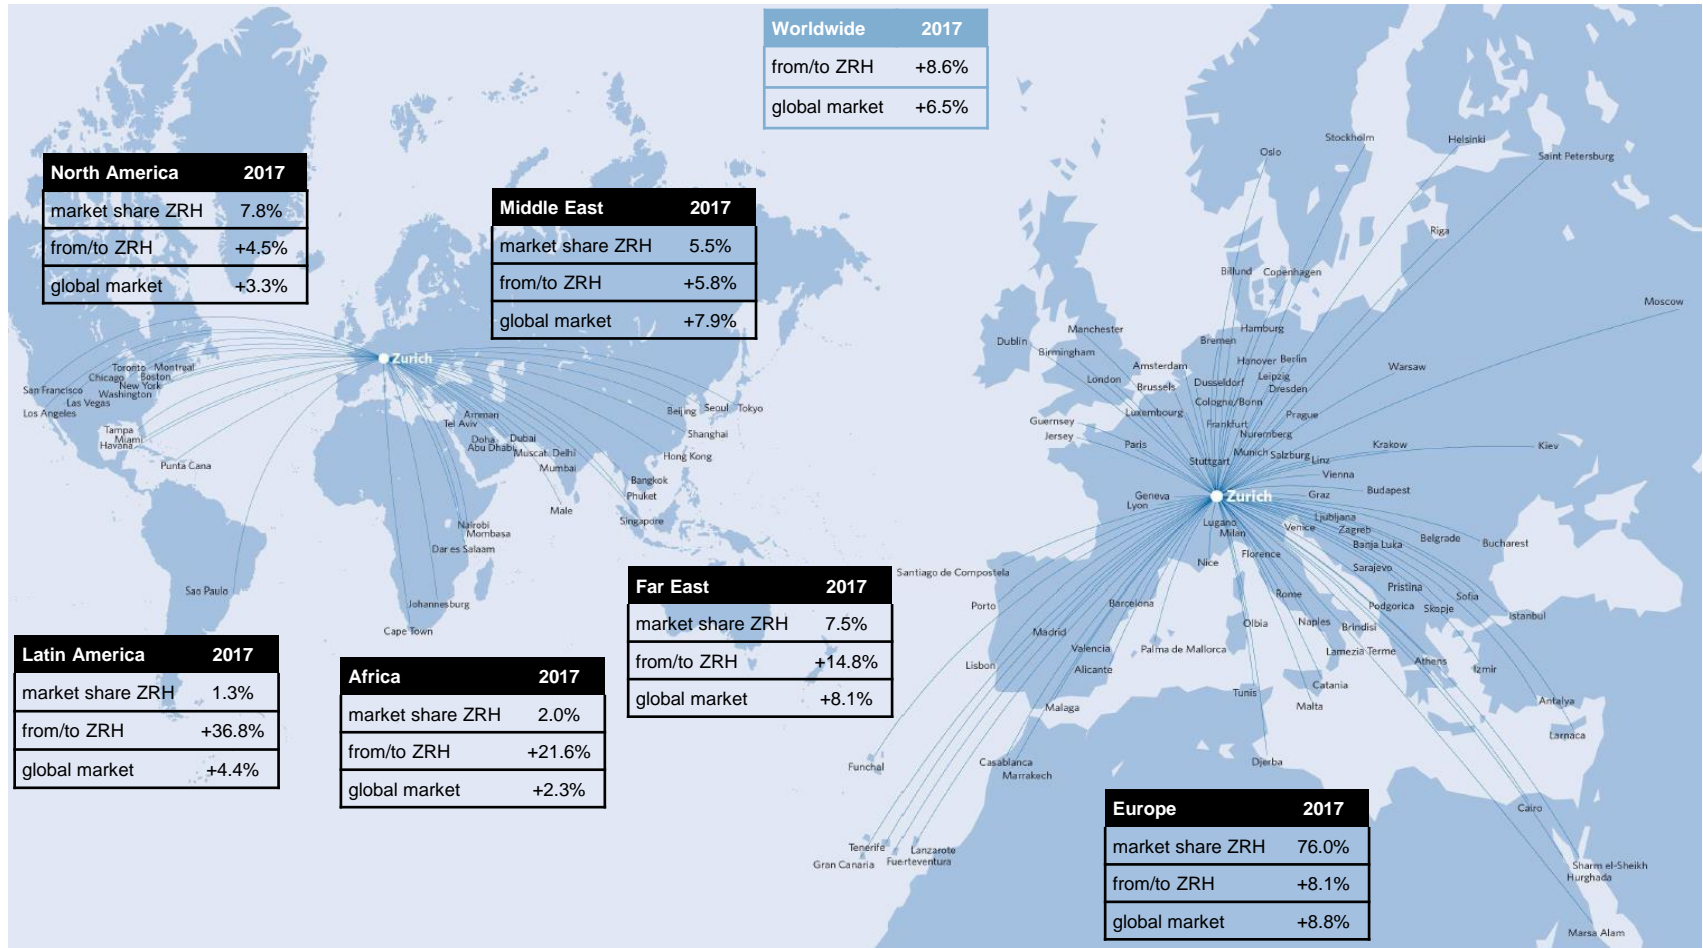 Worldwide 2017
from/to ZRH +8.6%
global market +6.5%
North America 2017
market share ZRH 7.8%
from/to ZRH +4.5%
global market +3.3%
Middle East 2017
market share ZRH 5.5%
from/to ZRH +5.8%
global market +7.9%
Zurich
Toronto Montreal
Chicago Boston
San Francisco New York
Las Vegas Washington
Los Angeles
Tampa
Miami
Havana
Punta Cana
Sao Paulo
Amman
Tel Aviv
Doha Dubai
Abu Dhabi Muscat Delhi
Mumbai
Male
Beijing Seoul Tokyo
Shanghai
Hong Kong
Bangkok
Phuket
Singapore
Nairobi
Mombasa
Dar es Salaam
Johannesburg
Cape Town
Latin America 2017
market share ZRH 1.3%
from/to ZRH +36.8%
global market +4.4%
Africa 2017
market share ZRH 2.0%
from/to ZRH +21.6%
global market +2.3%
Far East 2017
market share ZRH 7.5%
from/to ZRH +14.8%
global market +8.1%
Stockholm Helsinki
Oslo Saint Petersburg
Riga
Billund Copenhagen
Moscow
Manchester Hamburg
Dublin Bremen
Birmingham Hanover Berlin
Amsterdam Leipzig Warsaw
London Brussels Dusseldorf Dresden
Cologne/Bonn
Luxembourg Prague
Guernsey Frankfurt
Jersey Nuremberg
Paris Munich Salzburg Krakow Kiev
Stuttgart Linz
Vienna
Geneva Zurich Graz Budapest
Lyon
Lugano Ljubljana
Milan Venice Zagreb
Banja Luka Belgrade Bucharest
Florence
Nice Sarajevo
Santiago de Compostela
Pristina
Porto Barcelona Rome Podgorica Skopje Sofia
Istanbul
Olbia Naples Brindisi
Madrid
Valencia Palma de Mallorca Lamezia Terme
Lisbon Alicante Athens Izmir
Tunis Catania
Malaga Malta Antalya
Larnaca
Funchal Casablanca Djerba
Marrakech
Cairo
Tenerife Lanzarote
Gran Canaria Fuerteventura
Sharm el-Sheikh
Hurghada
Marsa Alam
Europe 2017
market share ZRH 76.0%
from/to ZRH +8.1%
global market +8.8%